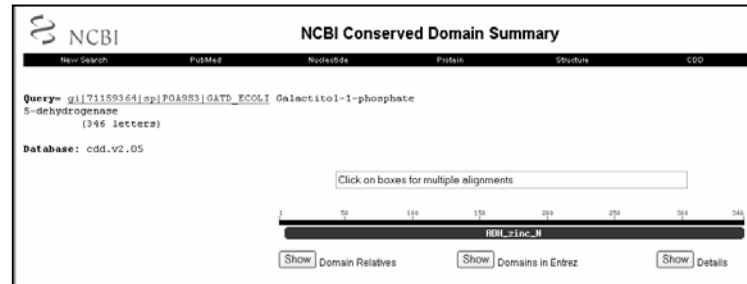 NCBI
NCBI Conserved Domain Summary
New Search PubMed Nucleotide Protein Structure CDD
Query= gi|71159364|sp|P0A9S3|GATD_ECOLI Galactitol-1-phosphate
5-dehydrogenase
(346 letters)
Database: cdd.v2.05
Click on boxes for multiple alignments
1 50 100 150 200 250 300 346
ADH_zinc_N
Show Domain Relatives Show Domains in Entrez Show Details